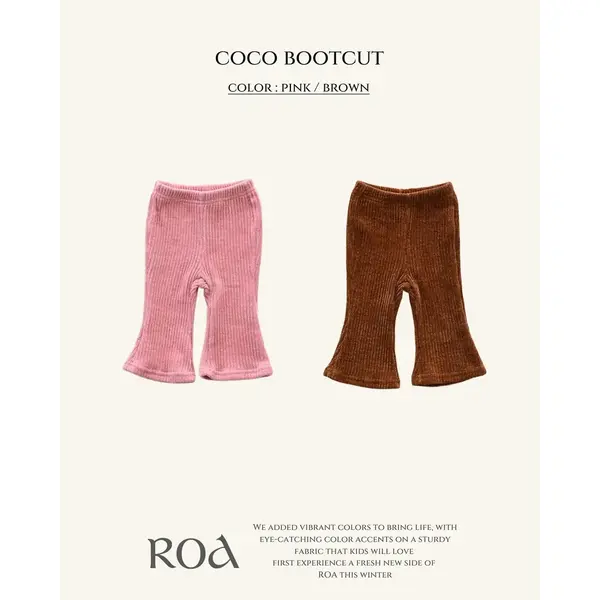 COCO BOOTCUT
COLOR : PINK / BROWN
ROA
WE ADDED VIBRANT COLORS TO BRING LIFE, WITH
EYE-CATCHING COLOR ACCENTS ON A STURDY
FABRIC THAT KIDS WILL LOVE
FIRST EXPERIENCE A FRESH NEW SIDE OF
ROA THIS WINTER